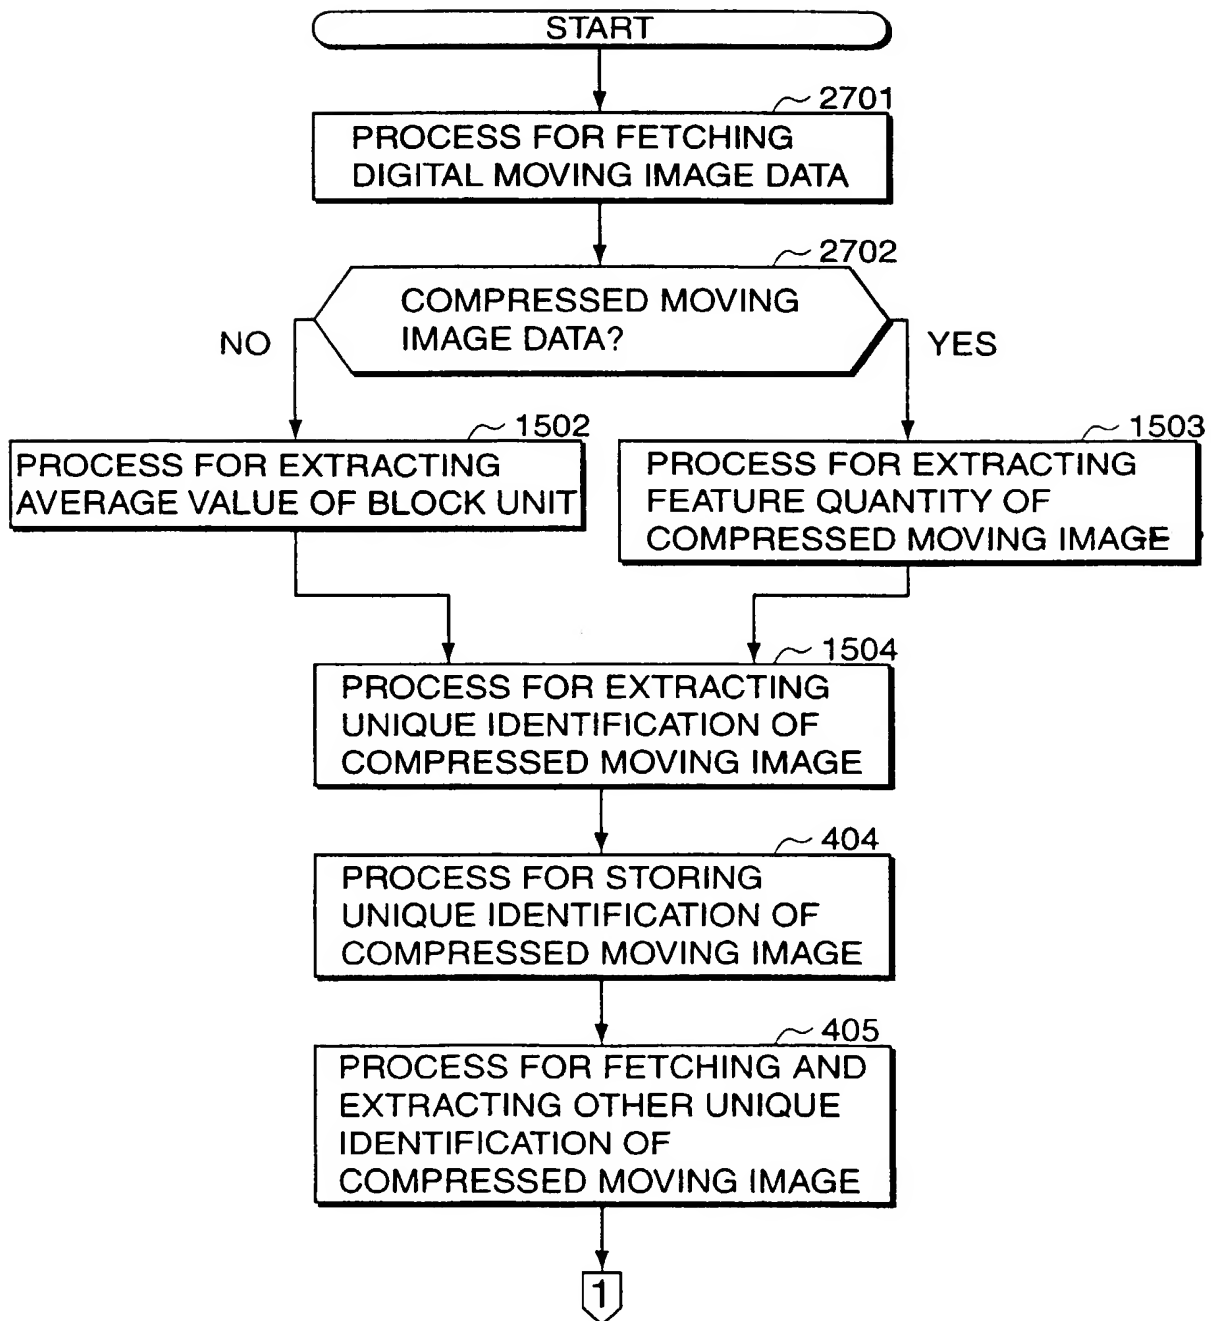 START
2701
PROCESS FOR FETCHING
DIGITAL MOVING IMAGE DATA
2702
COMPRESSED MOVING
IMAGE DATA?
NO
YES
1502
PROCESS FOR EXTRACTING
AVERAGE VALUE OF BLOCK UNIT
1503
PROCESS FOR EXTRACTING
FEATURE QUANTITY OF
COMPRESSED MOVING IMAGE
1504
PROCESS FOR EXTRACTING
UNIQUE IDENTIFICATION OF
COMPRESSED MOVING IMAGE
404
PROCESS FOR STORING
UNIQUE IDENTIFICATION OF
COMPRESSED MOVING IMAGE
405
PROCESS FOR FETCHING AND
EXTRACTING OTHER UNIQUE
IDENTIFICATION OF
COMPRESSED MOVING IMAGE
1